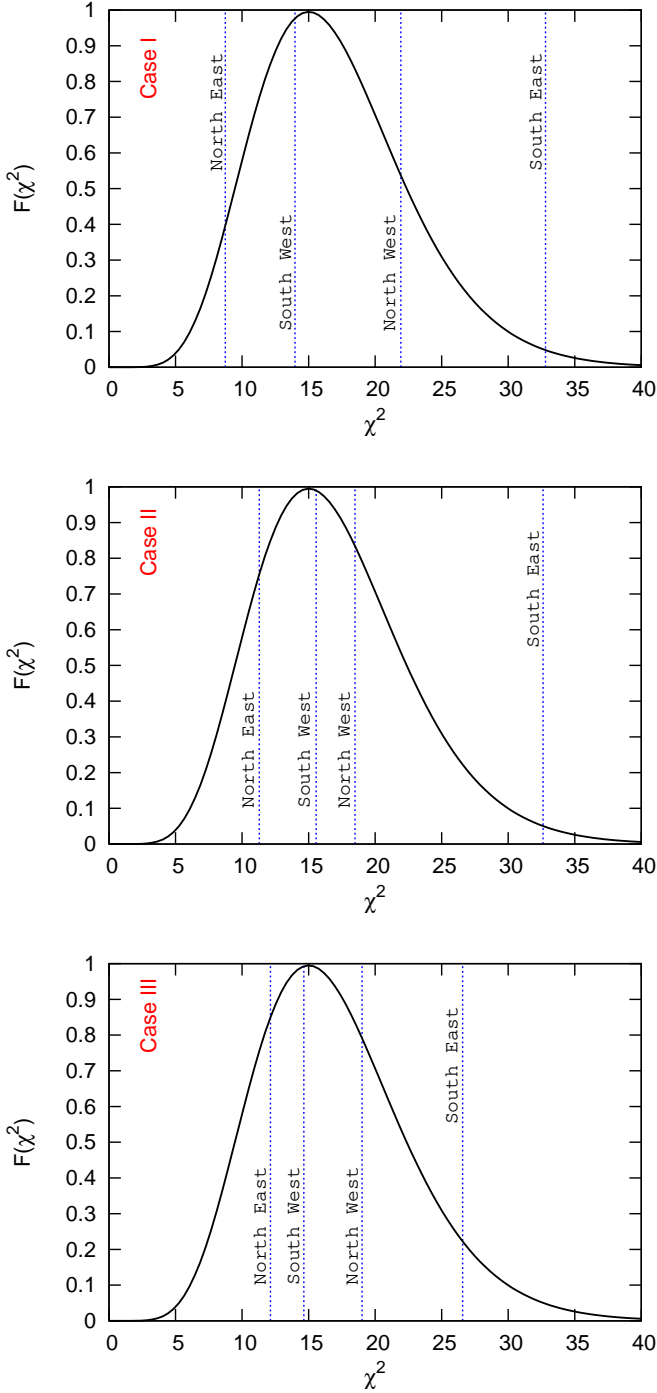 Case I
F(χ²)
1
0.9
0.8
0.7
0.6
0.5
0.4
0.3
0.2
0.1
0
North East
South West
North West
South East
0 5 10 15 20 25 30 35 40
χ²
Case II
F(χ²)
1
0.9
0.8
0.7
0.6
0.5
0.4
0.3
0.2
0.1
0
North East
South West
North West
South East
0 5 10 15 20 25 30 35 40
χ²
Case III
F(χ²)
1
0.9
0.8
0.7
0.6
0.5
0.4
0.3
0.2
0.1
0
North East
South West
North West
South East
0 5 10 15 20 25 30 35 40
χ²